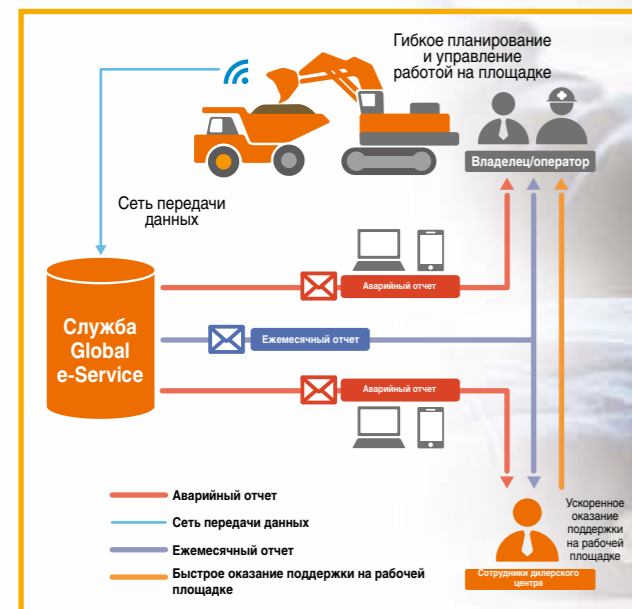 Гибкое планирование
и управление
работой на площадке
Владелец/оператор
Сеть передачи
данных
Аварийный отчет
Служба
Global
e-Service
Ежемесячный отчет
Аварийный отчет
Аварийный отчет
Сеть передачи данных
Ежемесячный отчет
Быстрое оказание поддержки на рабочей
площадке
Ускоренное
оказание
поддержки
на рабочей
площадке
Сотрудники дилерского
центра